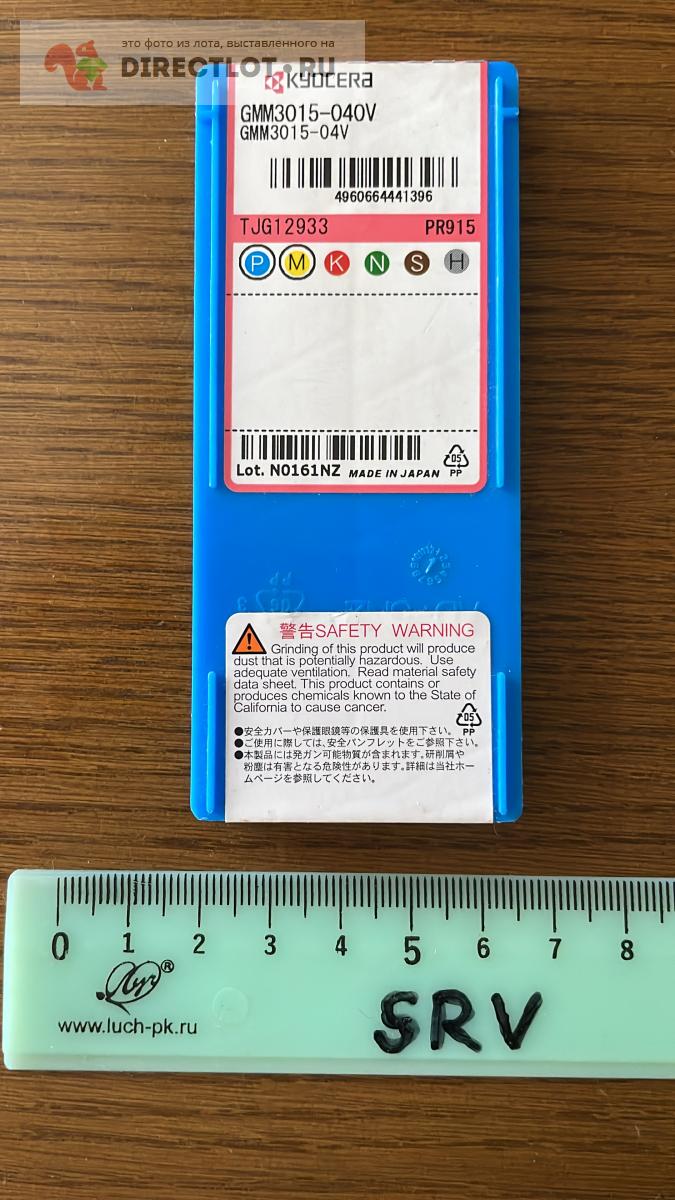 это фото из лота, выставленного на
DIRECTLOT.RU
KYOCERA
GMM3015-040V
GMM3015-04V
4960664441396
TJG12933 PR915
P M K N S H
Lot. N0161NZ MADE IN JAPAN
05
PP
警告SAFETY WARNING
Grinding of this product will produce
dust that is potentially hazardous. Use
adequate ventilation. Read material safety
data sheet. This product contains or
produces chemicals known to the State of
California to cause cancer.
05
PP
●安全カバーや保護眼鏡等の保護具を使用下さい。
●ご使用に際しては、安全パンフレットをご参照下さい。
●本製品には発ガン可能物質が含まれます。研削屑や
粉塵は有害となる危険性があります。詳細は当社ホー
ムページを参照してください。
0 1 2 3 4 5 6 7 8
Луч®
www.luch-pk.ru
SRV